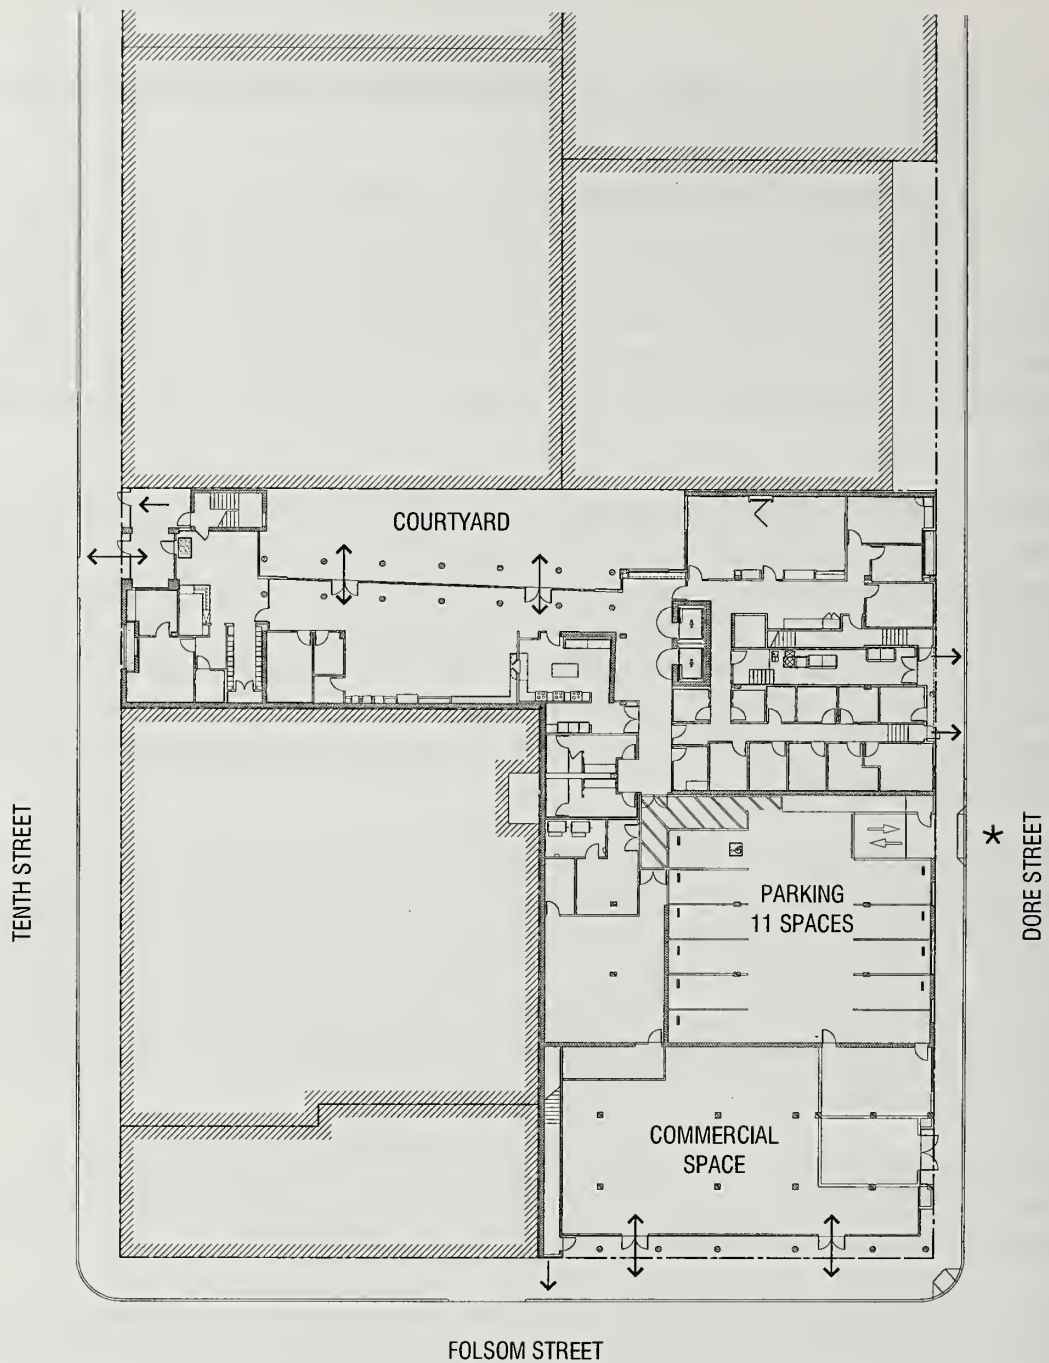 COURTYARD
TENTH STREET
PARKING
11 SPACES
*
DORE STREET
COMMERCIAL
SPACE
FOLSOM STREET